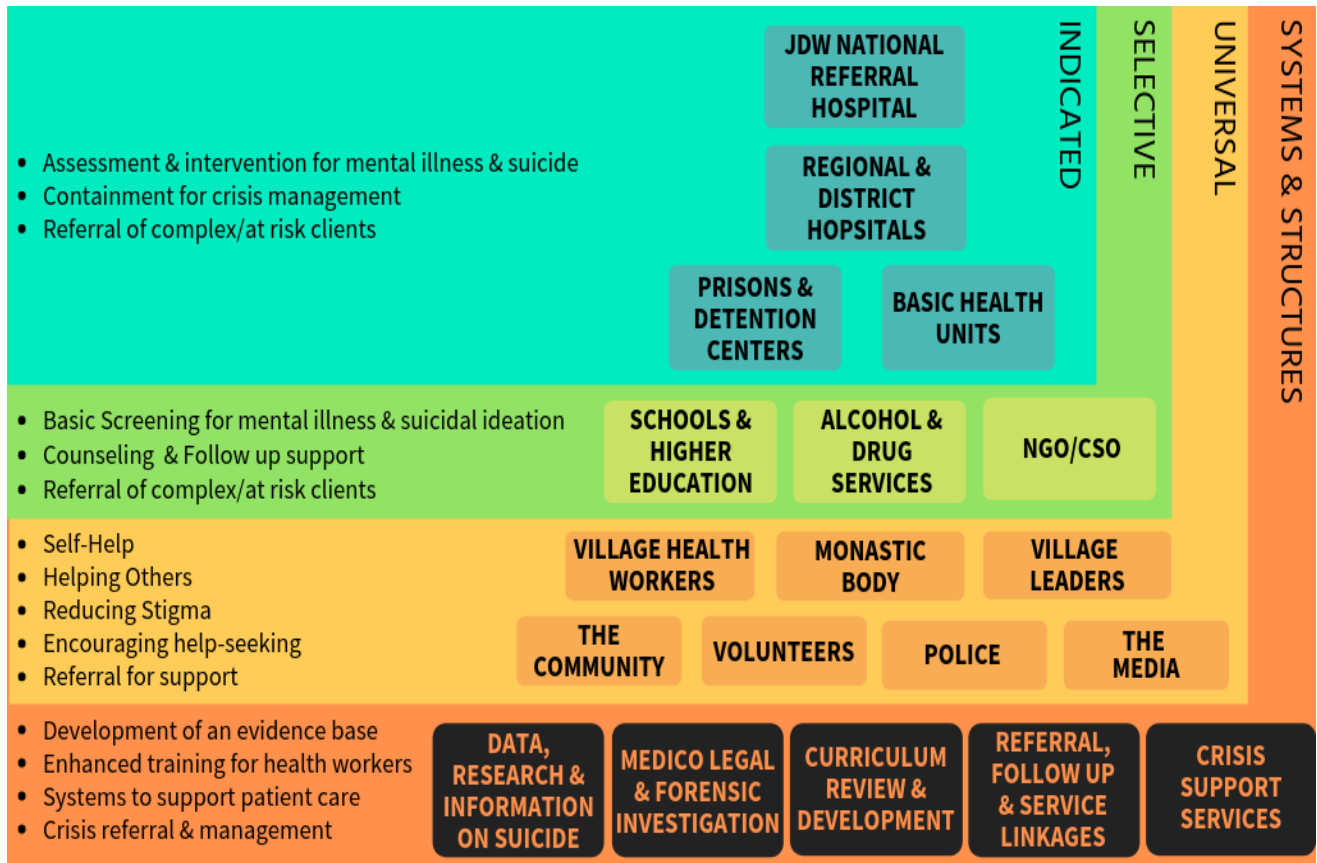 INDICATED
SELECTIVE
UNIVERSAL
SYSTEMS & STRUCTURES
JDW NATIONAL
REFERRAL
HOSPITAL
• Assessment & intervention for mental illness & suicide
• Containment for crisis management
• Referral of complex/at risk clients
REGIONAL &
DISTRICT
HOPSITALS
PRISONS &
DETENTION
CENTERS
BASIC HEALTH
UNITS
• Basic Screening for mental illness & suicidal ideation
• Counseling & Follow up support
• Referral of complex/at risk clients
SCHOOLS &
HIGHER
EDUCATION
ALCOHOL &
DRUG
SERVICES
NGO/CSO
• Self-Help
• Helping Others
• Reducing Stigma
• Encouraging help-seeking
• Referral for support
VILLAGE HEALTH
WORKERS
MONASTIC
BODY
VILLAGE
LEADERS
THE
COMMUNITY
VOLUNTEERS
POLICE
THE
MEDIA
• Development of an evidence base
• Enhanced training for health workers
• Systems to support patient care
• Crisis referral & management
DATA,
RESEARCH &
INFORMATION
ON SUICIDE
MEDICO LEGAL
& FORENSIC
INVESTIGATION
CURRICULUM
REVIEW &
DEVELOPMENT
REFERRAL,
FOLLOW UP
& SERVICE
LINKAGES
CRISIS
SUPPORT
SERVICES